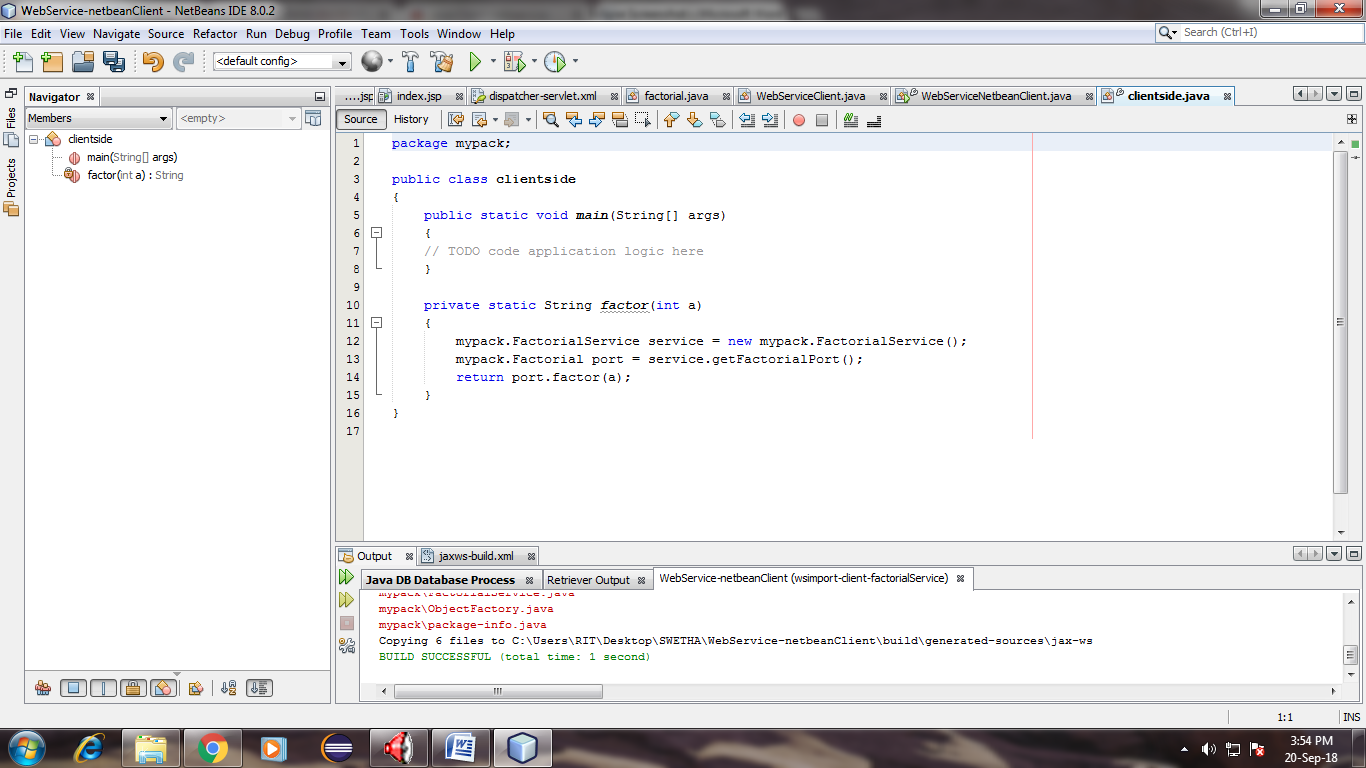 WebService-netbeanClient - NetBeans IDE 8.0.2
File Edit View Navigate Source Refactor Run Debug Profile Team Tools Window Help
Search (Ctrl+I)
<default config>
Files
Projects
Navigator
Members
<empty>
clientside
main(String[] args)
factor(int a) : String
....jsp index.jsp dispatcher-servlet.xml factorial.java WebServiceClient.java WebServiceNetbeanClient.java clientside.java
Source History
1 package mypack;
2
3 public class clientside
4 {
5 public static void main(String[] args)
6 {
7 // TODO code application logic here
8 }
9
10 private static String factor(int a)
11 {
12 mypack.FactorialService service = new mypack.FactorialService();
13 mypack.Factorial port = service.getFactorialPort();
14 return port.factor(a);
15 }
16 }
17
Output jaxws-build.xml
Java DB Database Process Retriever Output WebService-netbeanClient (wsimport-client-factorialService)
mypack\FactorialService.java
mypack\ObjectFactory.java
mypack\package-info.java
Copying 6 files to C:\Users\RIT\Desktop\SWETHA\WebService-netbeanClient\build\generated-sources\jax-ws
BUILD SUCCESSFUL (total time: 1 second)
1:1 INS
3:54 PM
20-Sep-18